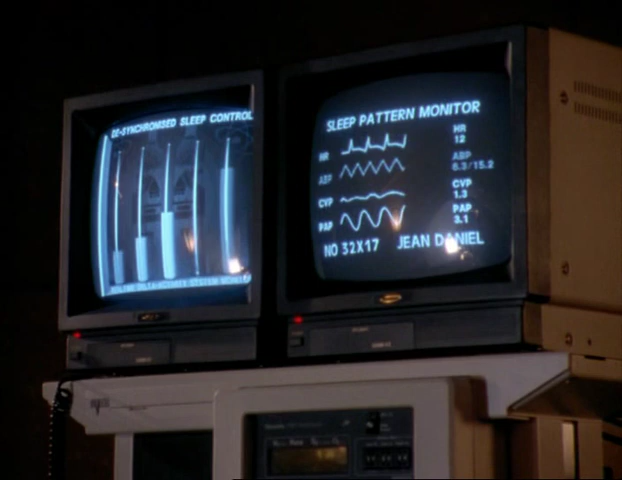 DE-SYNCHRONISED SLEEP CONTROL
SLEEP PATTERN MONITOR
HR
HR
12
ABP
ABP
6.3/15.2
CVP
CVP
1.3
PAP
PAP
3.1
NO 32X17 JEAN DANIEL